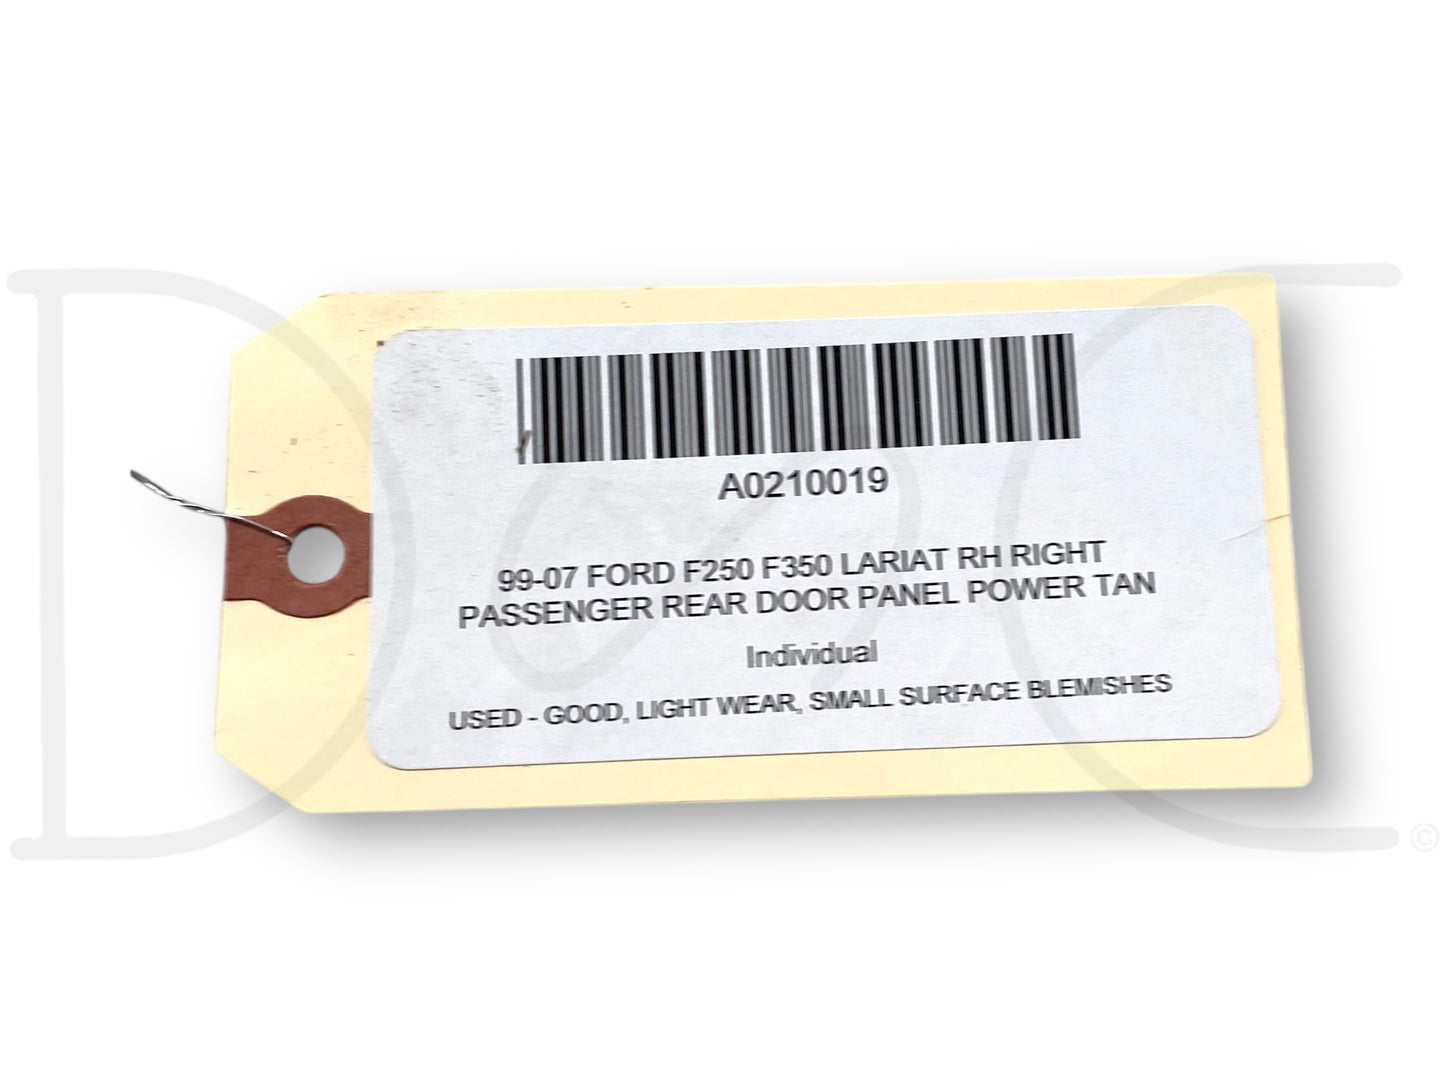 A0210019
99-07 FORD F250 F350 LARIAT RH RIGHT
PASSENGER REAR DOOR PANEL POWER TAN
Individual
USED - GOOD, LIGHT WEAR, SMALL SURFACE BLEMISHES
D C ©